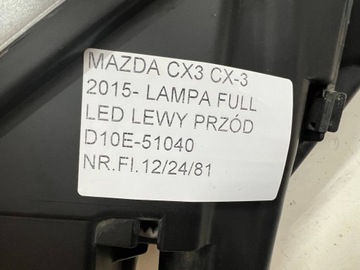 MAZDA CX3 CX-3
2015- LAMPA FULL
LED LEWY PRZÓD
D10E-51040
NR.FI.12/24/81